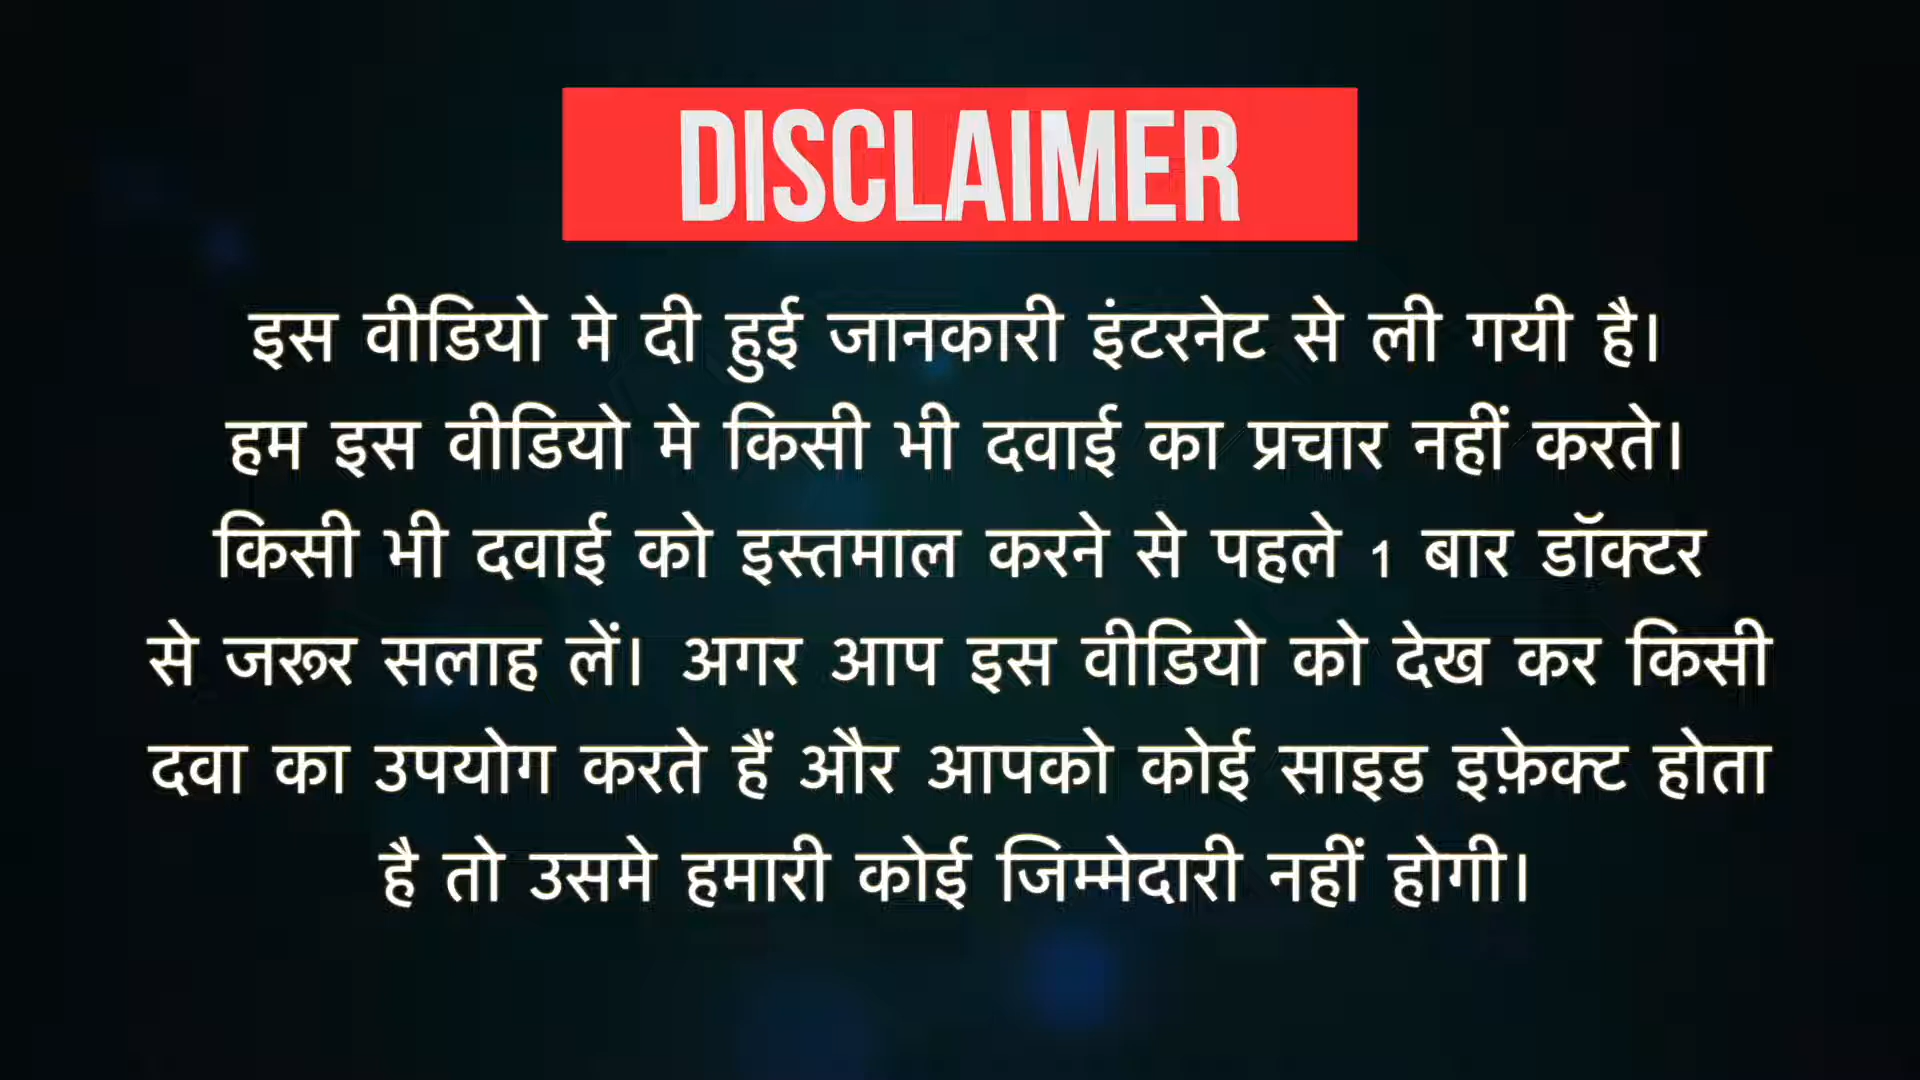 DISCLAIMER
इस वीडियो मे दी हुई जानकारी इंटरनेट से ली गयी है।
हम इस वीडियो मे किसी भी दवाई का प्रचार नहीं करते।
किसी भी दवाई को इस्तमाल करने से पहले 1 बार डॉक्टर
से जरूर सलाह लें। अगर आप इस वीडियो को देख कर किसी
दवा का उपयोग करते हैं और आपको कोई साइड इफ़ेक्ट होता
है तो उसमे हमारी कोई जिम्मेदारी नहीं होगी।